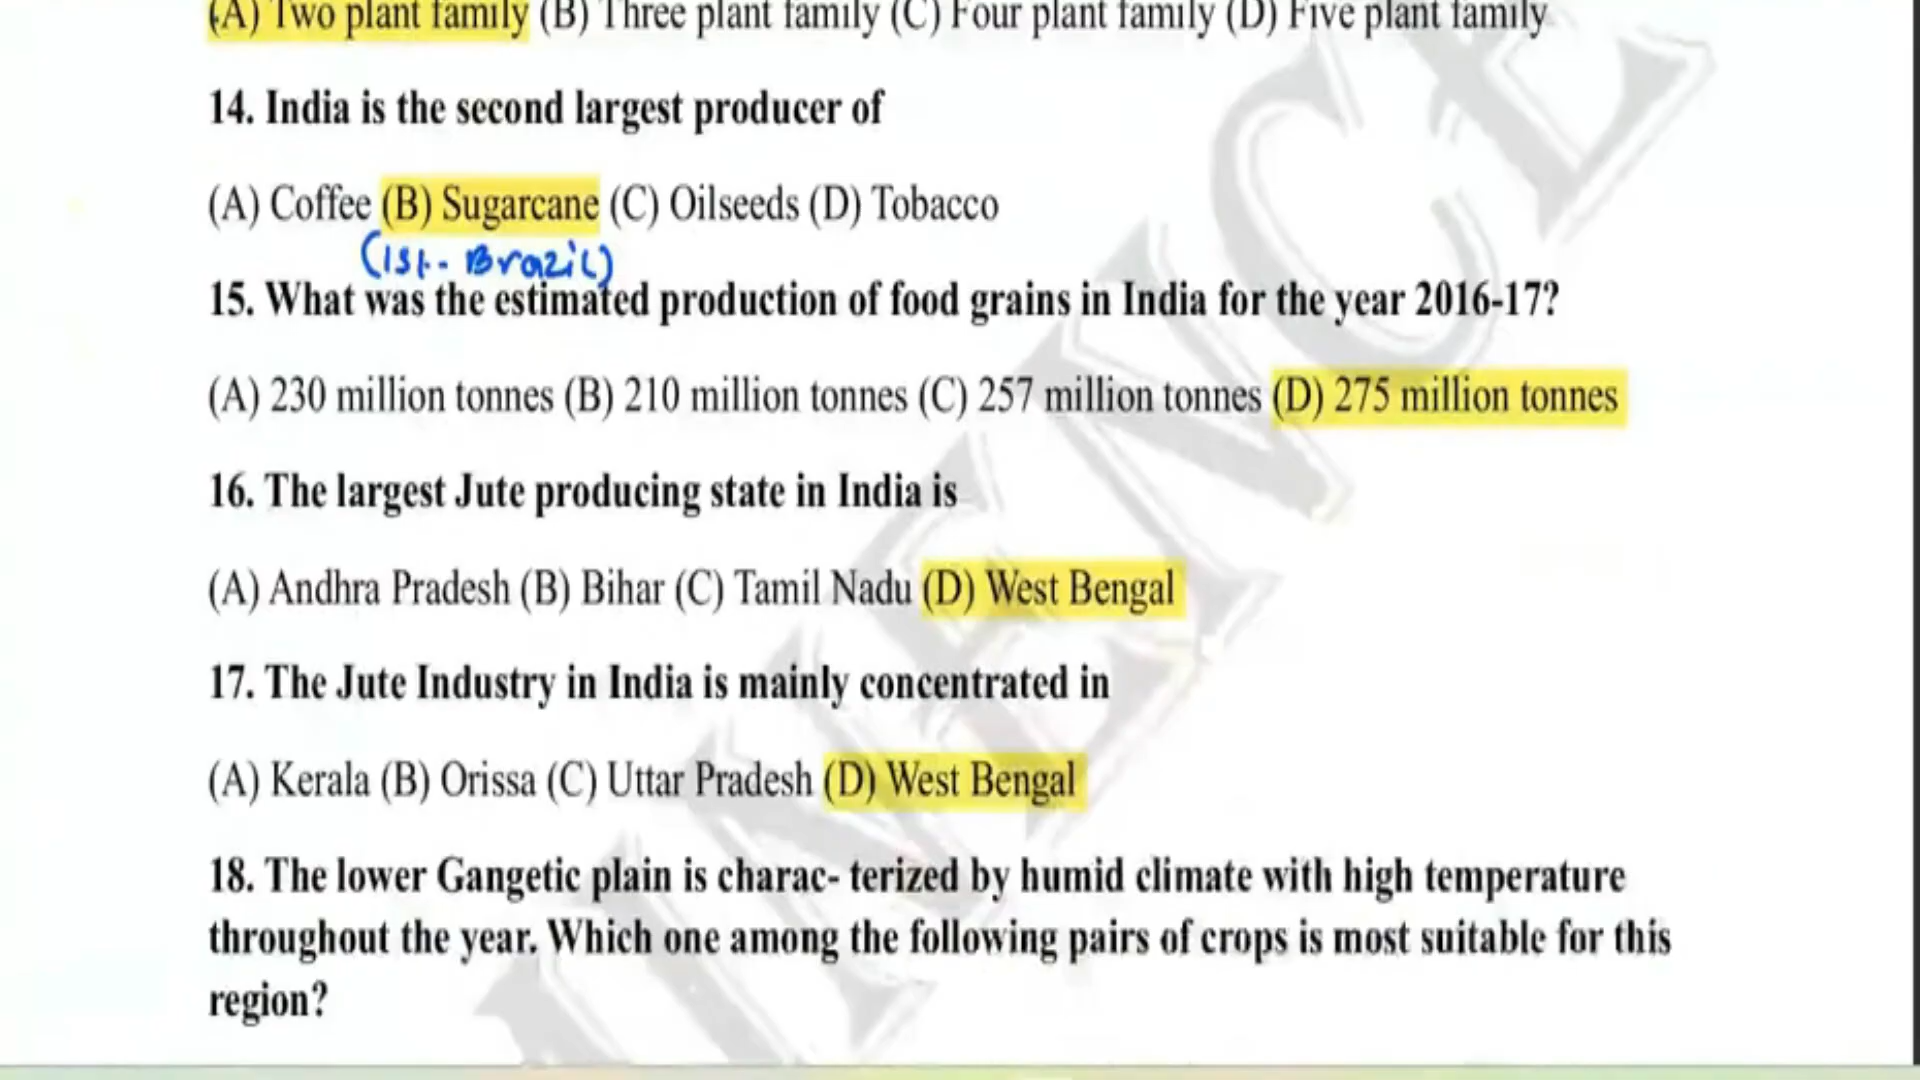 (A) Two plant family (B) Three plant family (C) Four plant family (D) Five plant family
14. India is the second largest producer of
(A) Coffee (B) Sugarcane (C) Oilseeds (D) Tobacco
(1st.- Brazil)
15. What was the estimated production of food grains in India for the year 2016-17?
(A) 230 million tonnes (B) 210 million tonnes (C) 257 million tonnes (D) 275 million tonnes
16. The largest Jute producing state in India is
(A) Andhra Pradesh (B) Bihar (C) Tamil Nadu (D) West Bengal
17. The Jute Industry in India is mainly concentrated in
(A) Kerala (B) Orissa (C) Uttar Pradesh (D) West Bengal
18. The lower Gangetic plain is charac- terized by humid climate with high temperature
throughout the year. Which one among the following pairs of crops is most suitable for this
region?